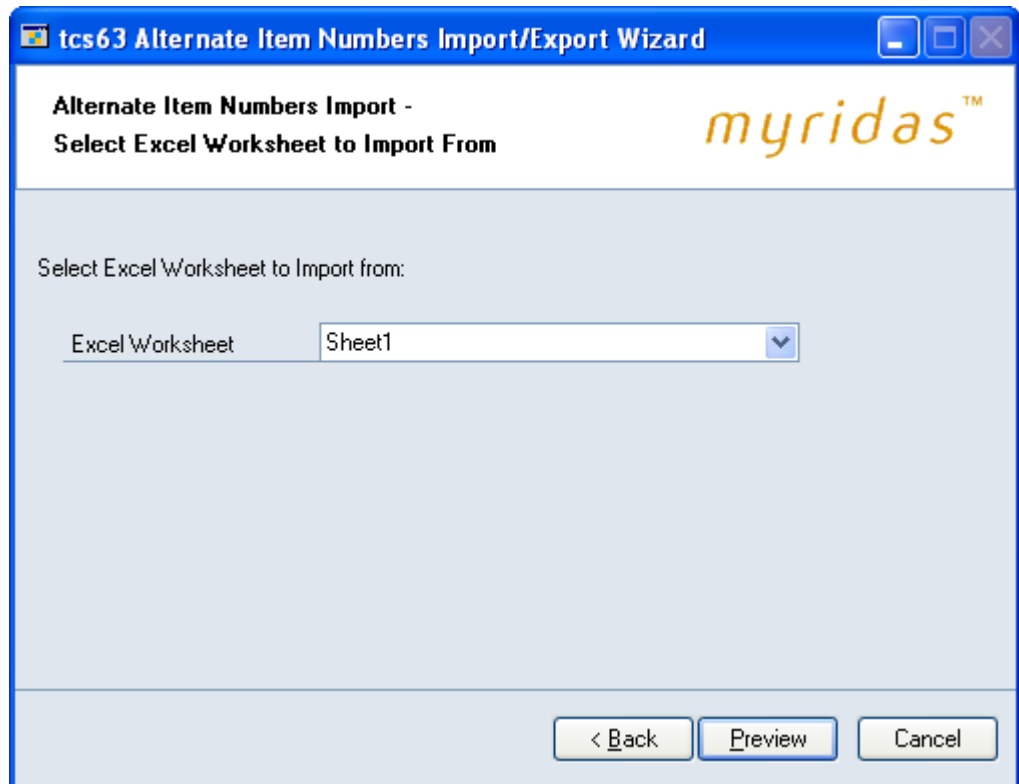 tcs63 Alternate Item Numbers Import/Export Wizard
Alternate Item Numbers Import -
Select Excel Worksheet to Import From
myridas™
Select Excel Worksheet to Import from:
Excel Worksheet Sheet1
< Back Preview Cancel